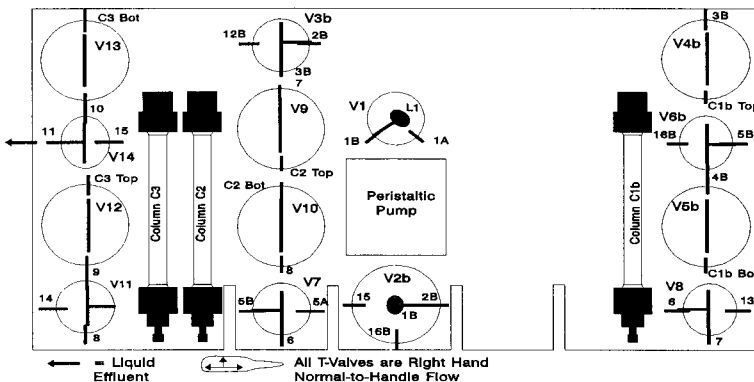 C3 Bot
V13
10
11
15
V14
C3 Top
V12
9
14
V11
8
Column C3
Column C2
12B
V3b
2B
3B
7
V9
C2 Top
C2 Bot
V10
8
V7
5B
5A
6
V1
L1
1B
1A
Peristaltic
Pump
V2b
15
2B
1B
16B
Column C1b
3B
V4b
C1b Top
V6b
16B
5B
4B
V5b
C1b Bot
V8
6
13
7
= Liquid
Effluent
All T-Valves are Right Hand
Normal-to-Handle Flow